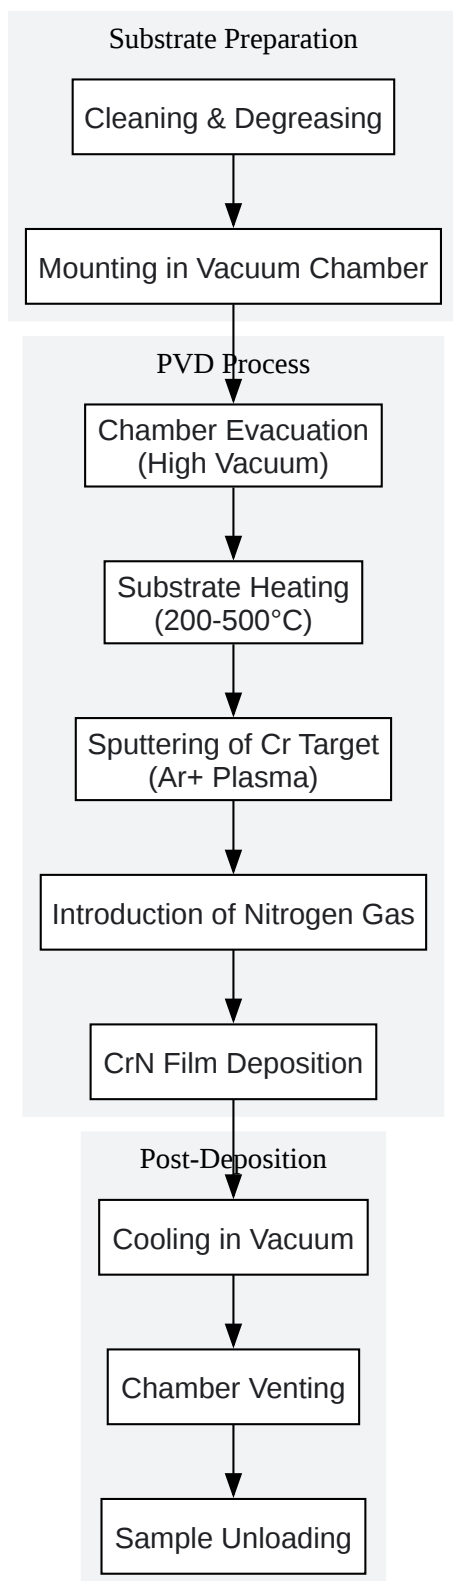 Substrate Preparation
Cleaning & Degreasing
Mounting in Vacuum Chamber
PVD Process
Chamber Evacuation
(High Vacuum)
Substrate Heating
(200-500°C)
Sputtering of Cr Target
(Ar+ Plasma)
Introduction of Nitrogen Gas
CrN Film Deposition
Post-Deposition
Cooling in Vacuum
Chamber Venting
Sample Unloading